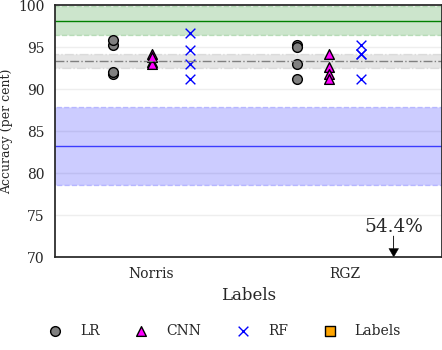 100
95
90
85
80
75
70
Accuracy (per cent)
54.4%
Norris
RGZ
Labels
LR
CNN
RF
Labels